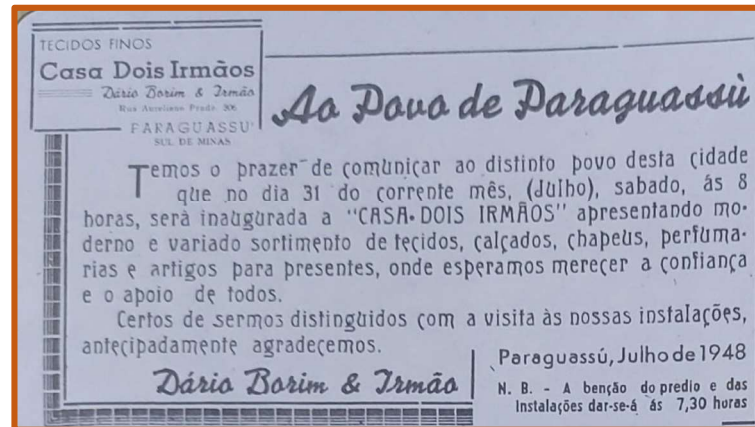 TECIDOS FINOS
Casa Dois Irmãos
Dário Borim & Irmão
Rua Aureliano Prado 306
PARAGUASSU'
SUL DE MINAS
Ao Povo de Paraguassù
Temos o prazer de comunicar ao distinto povo desta cidade
que no dia 31 do corrente mês, (Julho), sabado, ás 8
horas, serà inaugurada a "CASA DOIS IRMÃOS" apresentando mo-
derno e variado sortimento de tecidos, calçados, chapeus, perfuma-
rias e artigos para presentes, onde esperamos merecer a confiança
e o apoio de todos.
Certos de sermos distinguidos com a visita às nossas instalações,
antecipadamente agradecemos.
Dário Borim & Irmão
Paraguassú, Julho de 1948
N. B. - A benção do predio e das
Instalações dar-se-á ás 7,30 horas